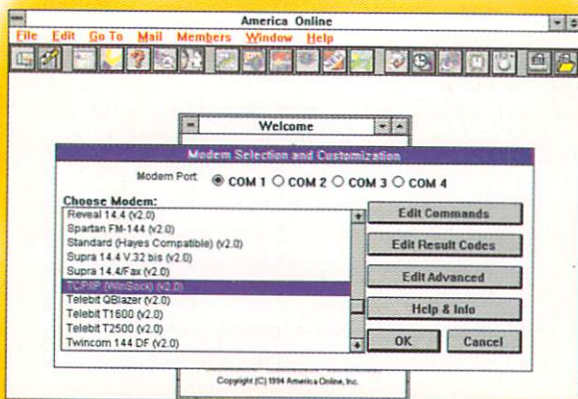 America Online
File Edit Go To Mail Members Window Help
Welcome
Modem Selection and Customization
Modem Port: COM 1 COM 2 COM 3 COM 4
Choose Modem:
Reveal 14.4 (v2.0)
Spartan FM-144 (v2.0)
Standard (Hayes Compatible) (v2.0)
Supra 14.4 V.32 bis (v2.0)
Supra 14.4/Fax (v2.0)
TCP/IP (WinSock) (v2.0)
Telebit QBlazer (v2.0)
Telebit T1600 (v2.0)
Telebit T2500 (v2.0)
Twincom 144 DF (v2.0)
Edit Commands
Edit Result Codes
Edit Advanced
Help & Info
OK Cancel
Copyright (C) 1994 America Online, Inc.